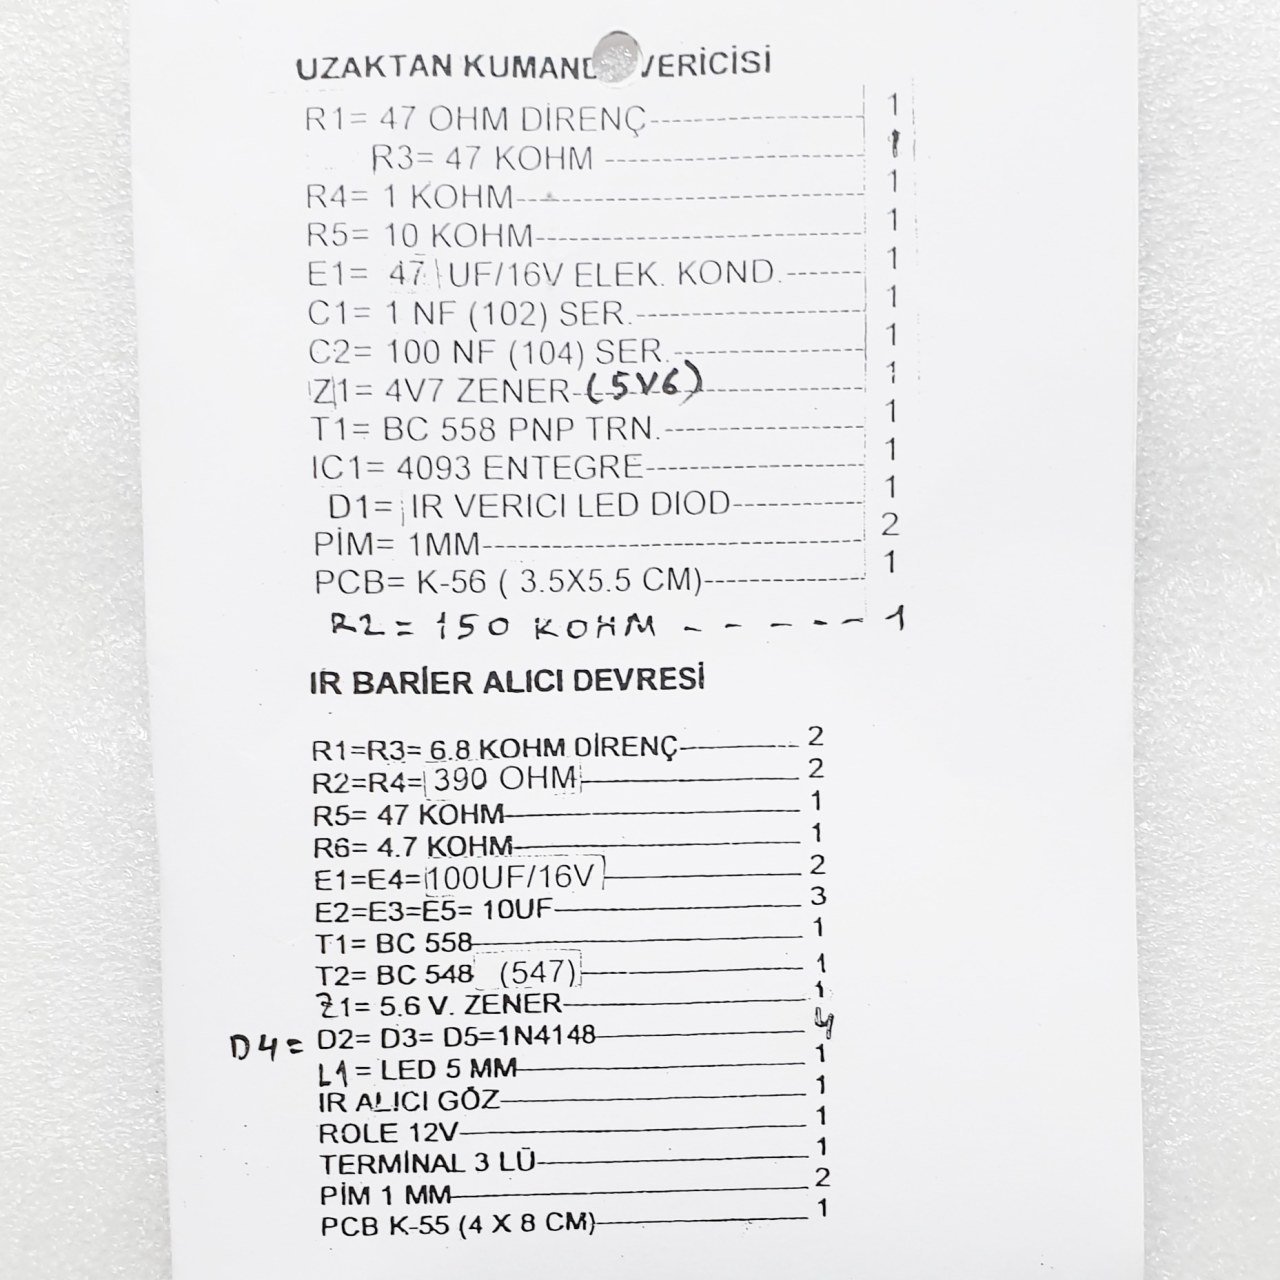 UZAKTAN KUMAND VERİCİSİ
R1= 47 OHM DİRENÇ-------------------- 1
R3= 47 KOHM -------------------- 1
R4= 1 KOHM-------------------- 1
R5= 10 KOHM-------------------- 1
E1= 47 UF/16V ELEK. KOND.------- 1
C1= 1 NF (102) SER.-------------------- 1
C2= 100 NF (104) SER.-------------------- 1
Z1= 4V7 ZENER-(5V6)-------------------- 1
T1= BC 558 PNP TRN.-------------------- 1
IC1= 4093 ENTEGRE-------------------- 1
D1= IR VERICI LED DIOD------------- 1
PİM= 1MM-------------------- 2
PCB= K-56 ( 3.5X5.5 CM)--------------- 1
R2 = 150 KOHM - - - - - - 1
IR BARİER ALICI DEVRESİ
R1=R3= 6.8 KOHM DİRENÇ---------- 2
R2=R4= 390 OHM---------- 2
R5= 47 KOHM---------- 1
R6= 4.7 KOHM---------- 1
E1=E4= 100UF/16V---------- 2
E2=E3=E5= 10UF---------- 3
T1= BC 558---------- 1
T2= BC 548 (547)---------- 1
Z1= 5.6 V. ZENER---------- 1
D4= D2= D3= D5=1N4148---------- 4
L1= LED 5 MM---------- 1
IR ALICI GÖZ---------- 1
ROLE 12V---------- 1
TERMİNAL 3 LÜ---------- 1
PİM 1 MM---------- 2
PCB K-55 (4 X 8 CM)---------- 1